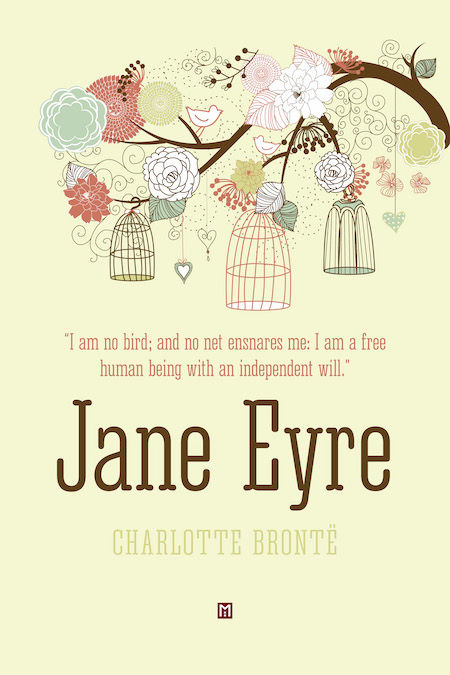 “I am no bird; and no net ensnares me: I am a free
human being with an independent will."
Jane Eyre
CHARLOTTE BRONTË
M